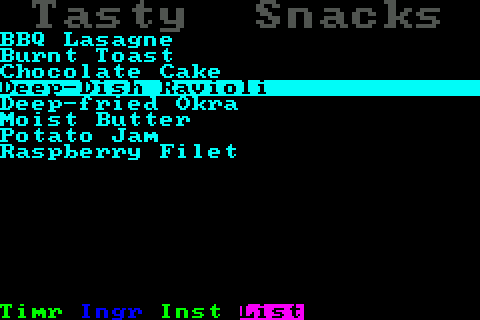 Tasty Snacks
BBQ Lasagne
Burnt Toast
Chocolate Cake
Deep-Dish Ravioli
Deep-fried Okra
Moist Butter
Potato Jam
Raspberry Filet
Timr Ingr Inst List